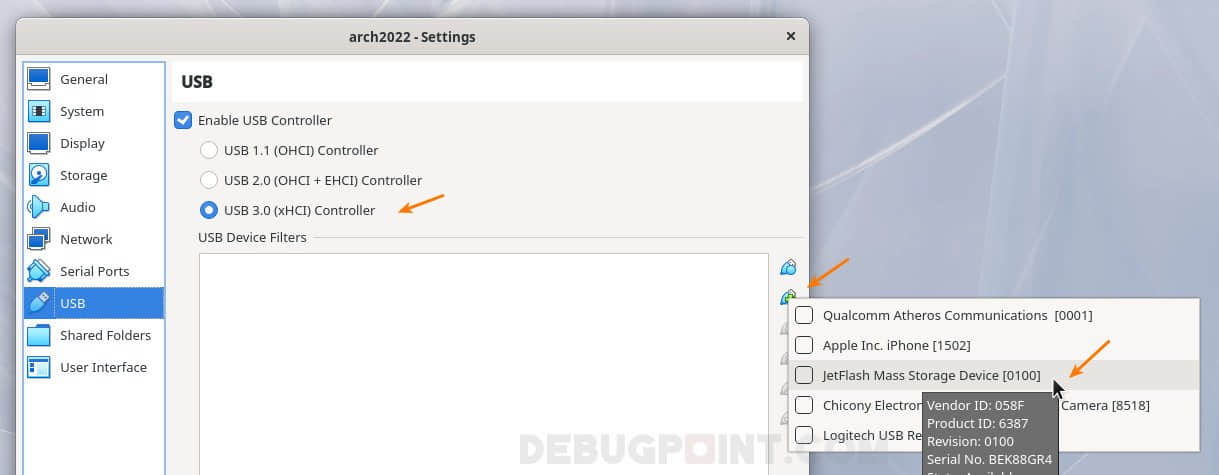 arch2022 - Settings
General
System
Display
Storage
Audio
Network
Serial Ports
USB
Shared Folders
User Interface
USB
Enable USB Controller
USB 1.1 (OHCI) Controller
USB 2.0 (OHCI + EHCI) Controller
USB 3.0 (xHCI) Controller
USB Device Filters
Qualcomm Atheros Communications [0001]
Apple Inc. iPhone [1502]
JetFlash Mass Storage Device [0100]
Chicony Electron Camera [8518]
Logitech USB Re
Vendor ID: 058F
Product ID: 6387
Revision: 0100
Serial No. BEK88GR4
DEBUGPOINT.COM